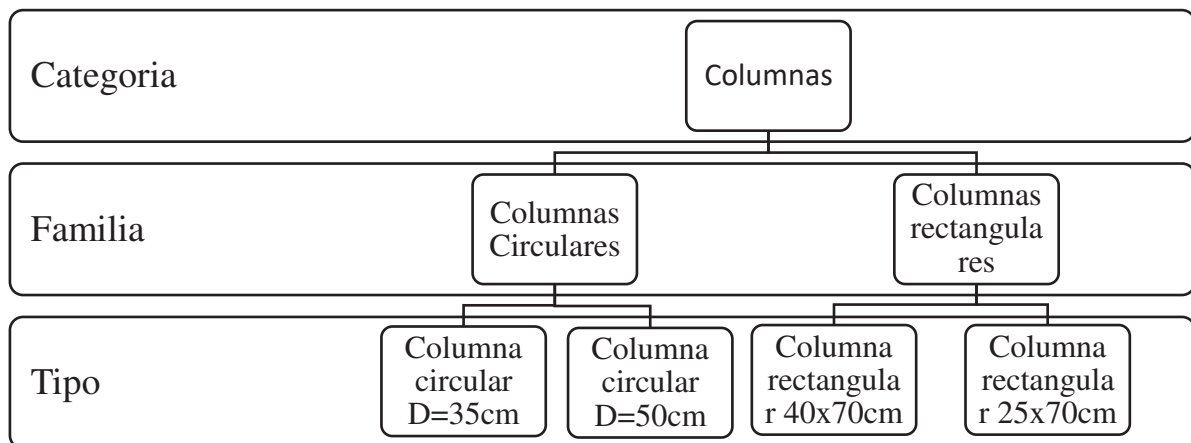 Categoria
Columnas
Familia
Columnas
Circulares
Columnas
rectangula
res
Tipo
Columna
circular
D=35cm
Columna
circular
D=50cm
Columna
rectangula
r 40x70cm
Columna
rectangula
r 25x70cm